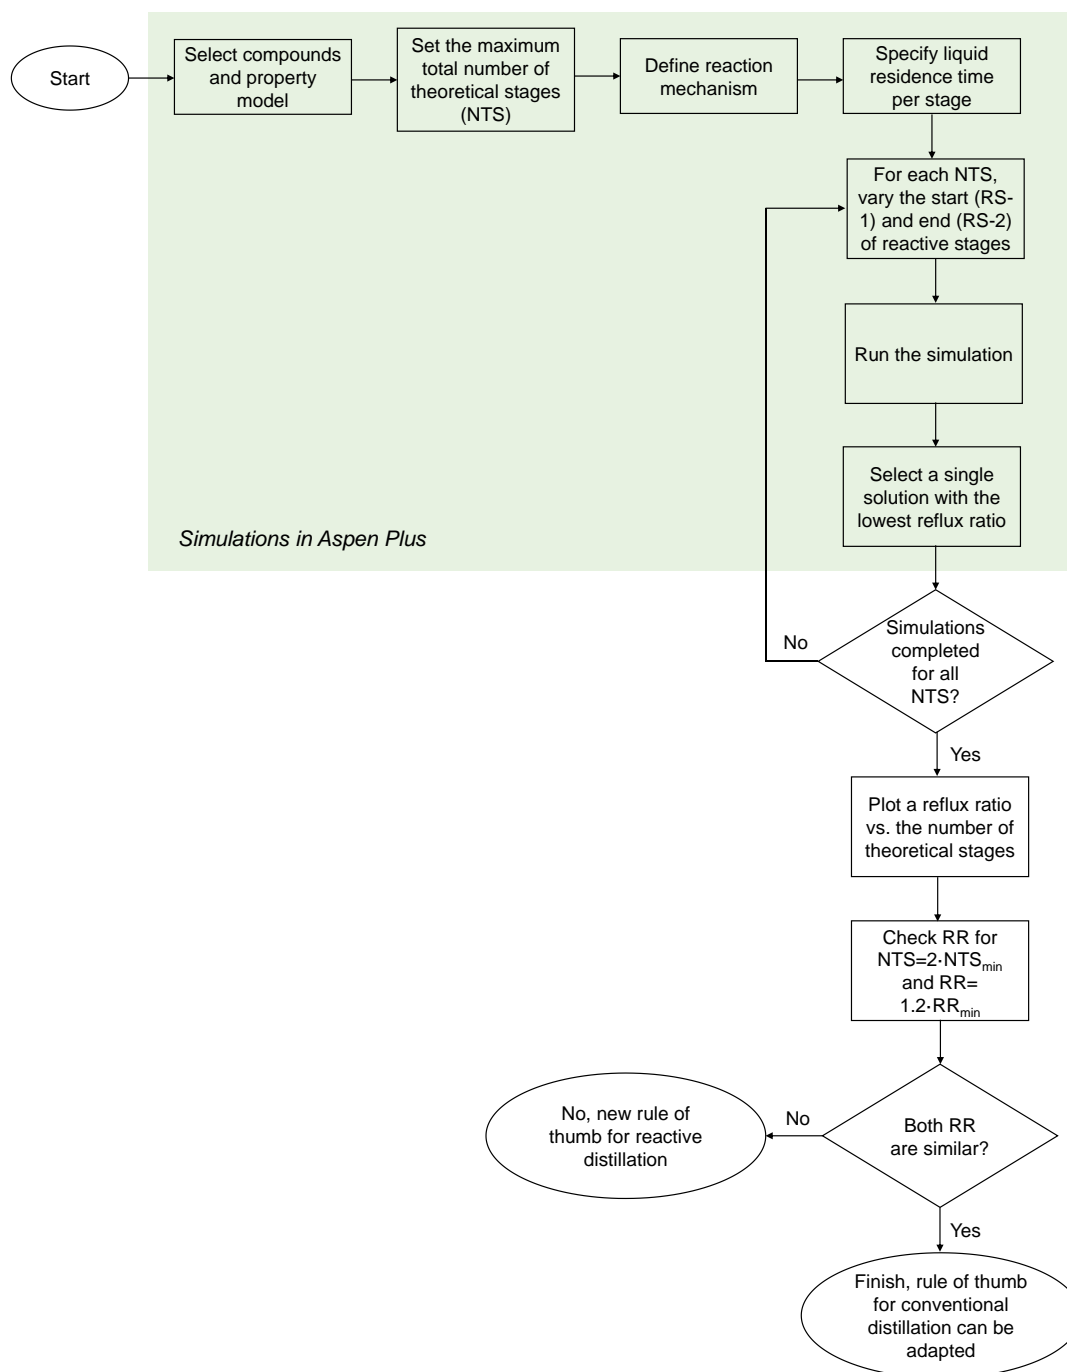 Start
Select compounds
and property
model
Set the maximum
total number of
theoretical stages
(NTS)
Define reaction
mechanism
Specify liquid
residence time
per stage
For each NTS,
vary the start (RS-
1) and end (RS-2)
of reactive stages
Run the simulation
Select a single
solution with the
lowest reflux ratio
Simulations in Aspen Plus
Simulations
completed
for all
NTS?
No
Yes
Plot a reflux ratio
vs. the number of
theoretical stages
Check RR for
NTS=2·NTSmin
and RR=
1.2·RRmin
Both RR
are similar?
No
No, new rule of
thumb for reactive
distillation
Yes
Finish, rule of thumb
for conventional
distillation can be
adapted